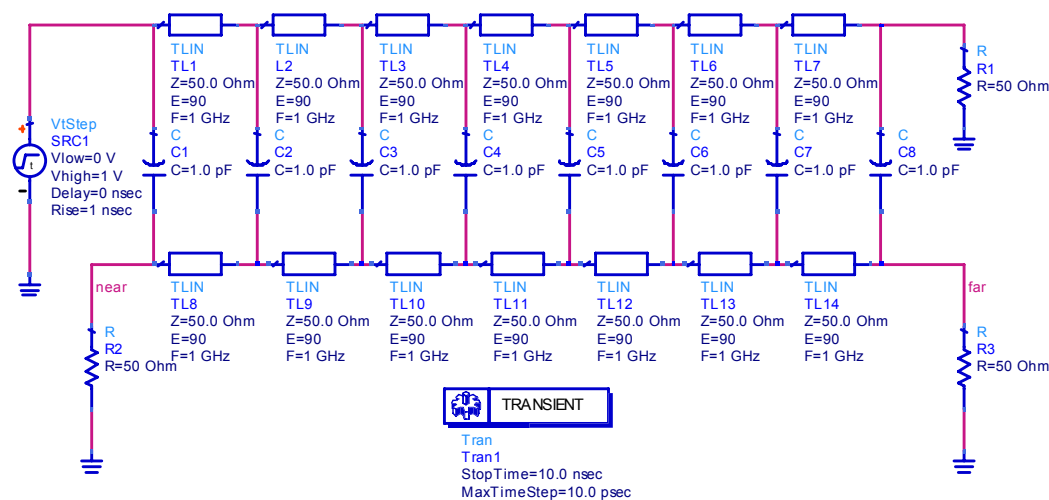 TLIN
TL1
Z=50.0 Ohm
E=90
F=1 GHz
TLIN
L2
Z=50.0 Ohm
E=90
F=1 GHz
TLIN
TL3
Z=50.0 Ohm
E=90
F=1 GHz
TLIN
TL4
Z=50.0 Ohm
E=90
F=1 GHz
TLIN
TL5
Z=50.0 Ohm
E=90
F=1 GHz
TLIN
TL6
Z=50.0 Ohm
E=90
F=1 GHz
TLIN
TL7
Z=50.0 Ohm
E=90
F=1 GHz
R
R1
R=50 Ohm
+
t
-
VtStep
SRC1
Vlow=0 V
Vhigh=1 V
Delay=0 nsec
Rise=1 nsec
C
C1
C=1.0 pF
C
C2
C=1.0 pF
C
C3
C=1.0 pF
C
C4
C=1.0 pF
C
C5
C=1.0 pF
C
C6
C=1.0 pF
C
C7
C=1.0 pF
C
C8
C=1.0 pF
near
TLIN
TL8
Z=50.0 Ohm
E=90
F=1 GHz
TLIN
TL9
Z=50.0 Ohm
E=90
F=1 GHz
TLIN
TL10
Z=50.0 Ohm
E=90
F=1 GHz
TLIN
TL11
Z=50.0 Ohm
E=90
F=1 GHz
TLIN
TL12
Z=50.0 Ohm
E=90
F=1 GHz
TLIN
TL13
Z=50.0 Ohm
E=90
F=1 GHz
TLIN
TL14
Z=50.0 Ohm
E=90
F=1 GHz
far
R
R2
R=50 Ohm
R
R3
R=50 Ohm
TRANSIENT
Tran
Tran1
StopTime=10.0 nsec
MaxTimeStep=10.0 psec